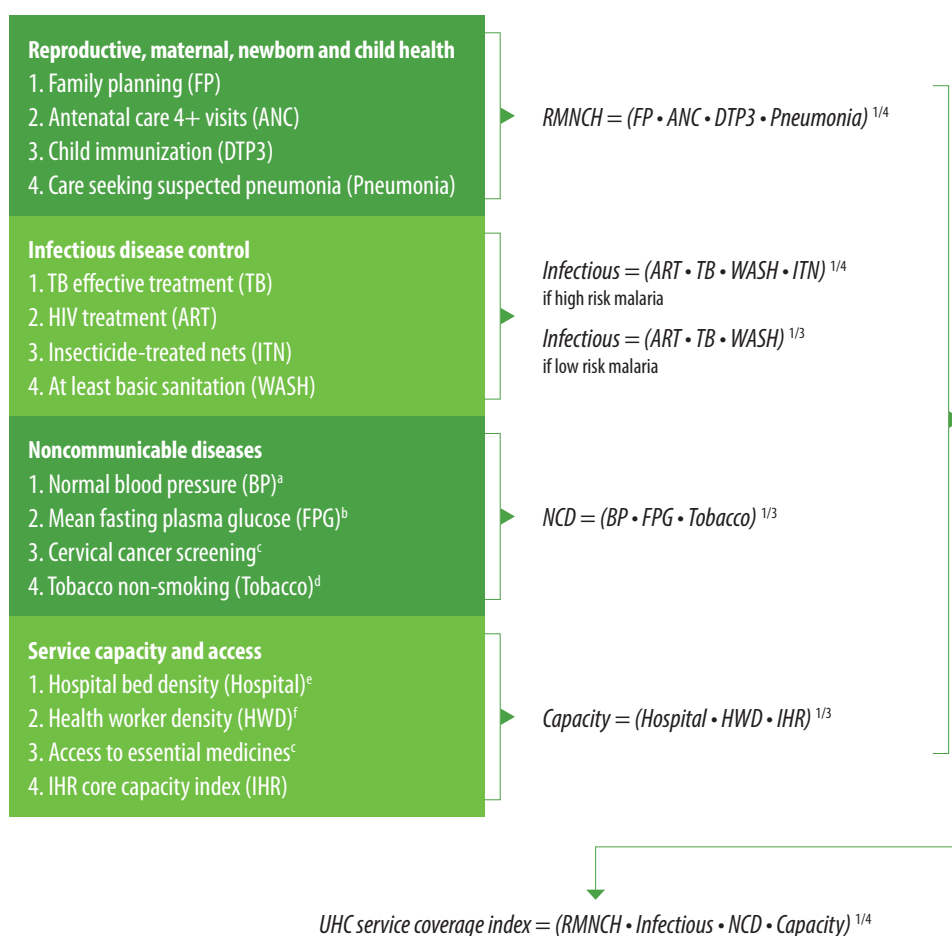 Reproductive, maternal, newborn and child health
1. Family planning (FP)
2. Antenatal care 4+ visits (ANC)
3. Child immunization (DTP3)
4. Care seeking suspected pneumonia (Pneumonia)
RMNCH = (FP • ANC • DTP3 • Pneumonia) 1/4
Infectious disease control
1. TB effective treatment (TB)
2. HIV treatment (ART)
3. Insecticide-treated nets (ITN)
4. At least basic sanitation (WASH)
Infectious = (ART • TB • WASH • ITN) 1/4
if high risk malaria
Infectious = (ART • TB • WASH) 1/3
if low risk malaria
Noncommunicable diseases
1. Normal blood pressure (BP)a
2. Mean fasting plasma glucose (FPG)b
3. Cervical cancer screeningc
4. Tobacco non-smoking (Tobacco)d
NCD = (BP • FPG • Tobacco) 1/3
Service capacity and access
1. Hospital bed density (Hospital)e
2. Health worker density (HWD)f
3. Access to essential medicinesc
4. IHR core capacity index (IHR)
Capacity = (Hospital • HWD • IHR) 1/3
UHC service coverage index = (RMNCH • Infectious • NCD • Capacity) 1/4